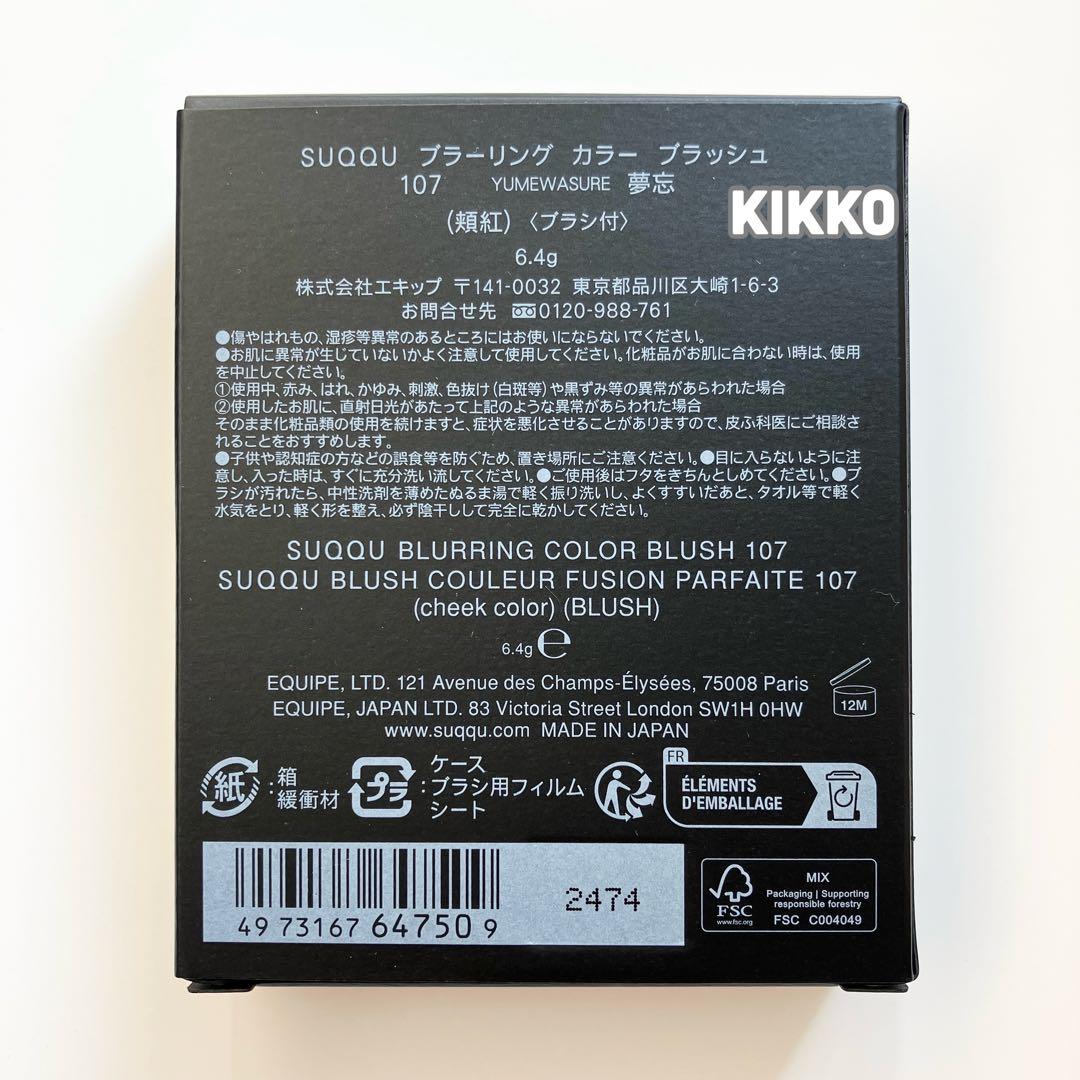 SUQQU ブラーリング カラー ブラッシュ
107 YUMEWASURE 夢忘
KIKKO
(頬紅)〈ブラシ付〉
6.4g
株式会社エキップ 〒141-0032 東京都品川区大崎1-6-3
お問合せ先 0120-988-761
●傷やはれもの、湿疹等異常のあるところにはお使いにならないでください。
●お肌に異常が生じていないかよく注意して使用してください。化粧品がお肌に合わない時は、使用
を中止してください。
①使用中、赤み、はれ、かゆみ、刺激、色抜け(白斑等)や黒ずみ等の異常があらわれた場合
②使用したお肌に、直射日光があたって上記のような異常があらわれた場合
そのまま化粧品類の使用を続けますと、症状を悪化させることがありますので、皮ふ科医にご相談さ
れることをおすすめします。
●子供や認知症の方などの誤食等を防ぐため、置き場所にご注意ください。●目に入らないように注
意し、入った時は、すぐに充分洗い流してください。●ご使用後はフタをきちんとしめてください。●ブ
ラシが汚れたら、中性洗剤を薄めたぬるま湯で軽く振り洗いし、よくすすいだあと、タオル等で軽く
水気をとり、軽く形を整え、必ず陰干しして完全に乾かしてください。
SUQQU BLURRING COLOR BLUSH 107
SUQQU BLUSH COULEUR FUSION PARFAITE 107
(cheek color) (BLUSH)
6.4g ℮
EQUIPE, LTD. 121 Avenue des Champs-Élysées, 75008 Paris
EQUIPE, JAPAN LTD. 83 Victoria Street London SW1H 0HW
www.suqqu.com MADE IN JAPAN
12M
紙:箱
緩衝材
プラ:ケース
ブラシ用フィルム
シート
FR
ÉLÉMENTS
D'EMBALLAGE
4973167647509
2474
FSC
www.fsc.org
MIX
Packaging | Supporting
responsible forestry
FSC C004049